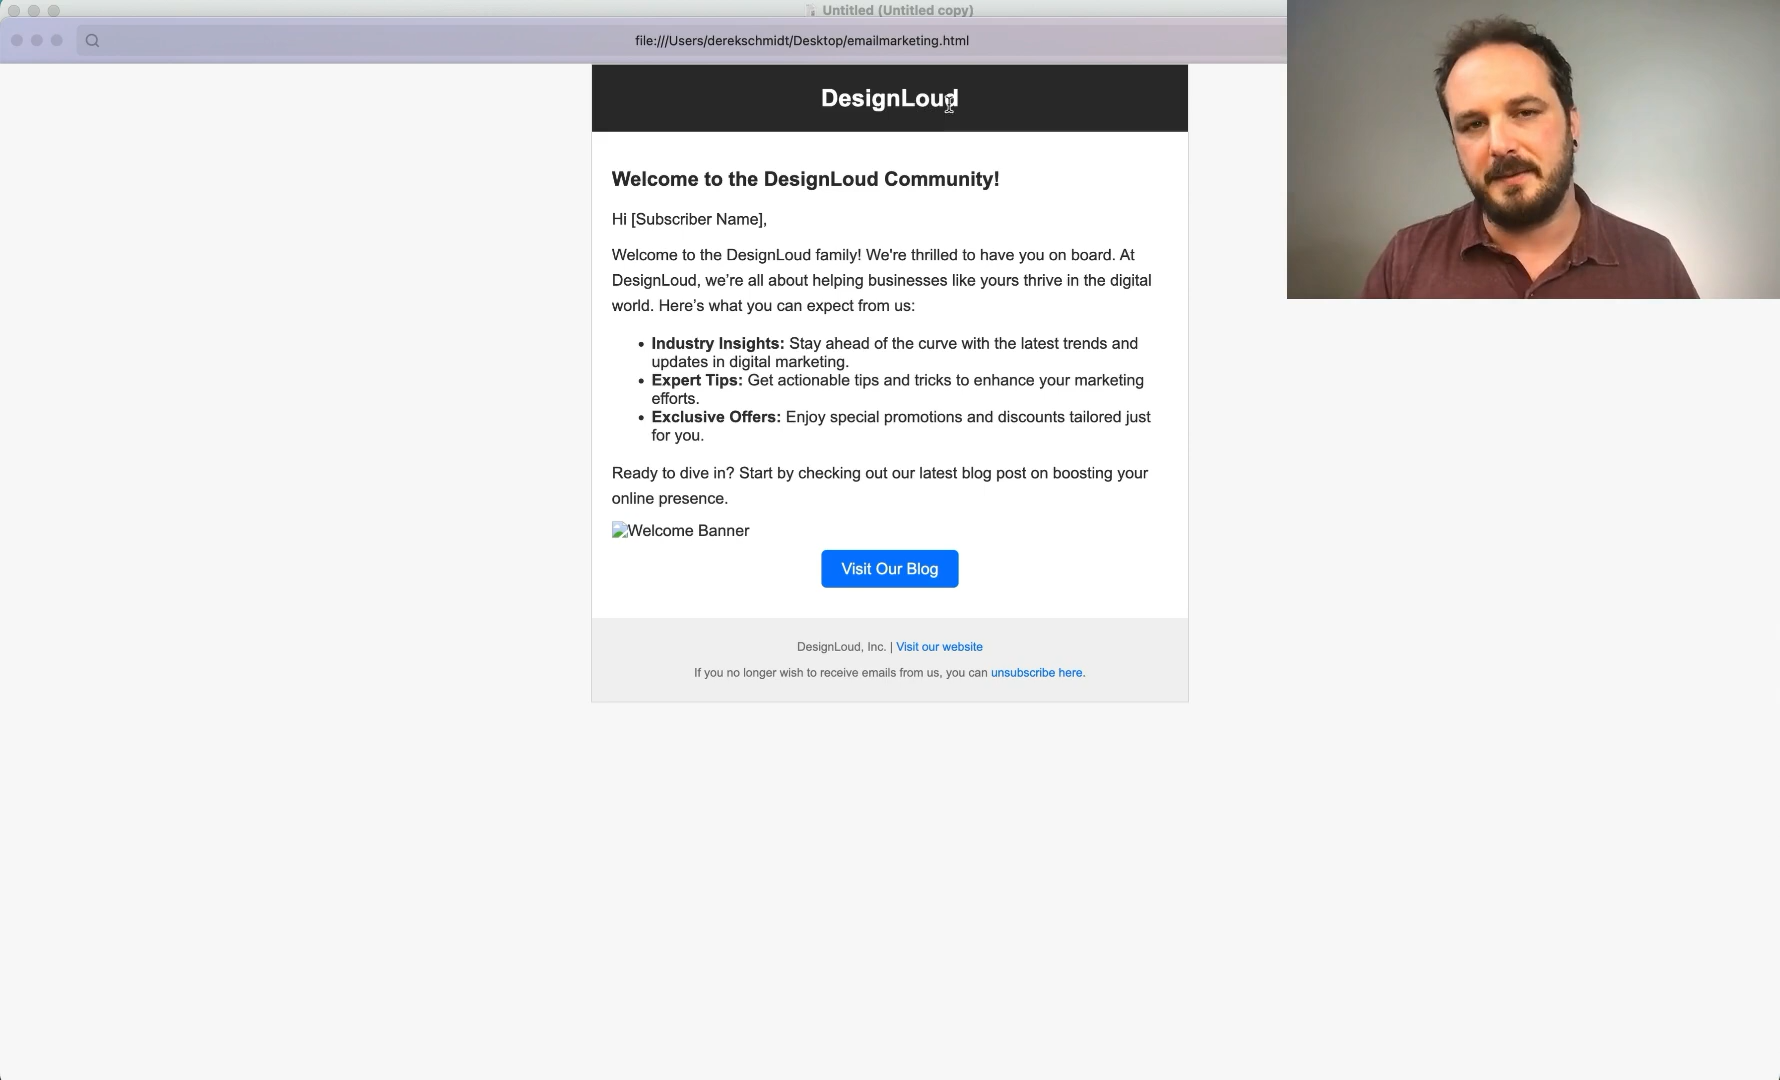 Untitled (Untitled copy)
file:///Users/derekschmidt/Desktop/emailmarketing.html
DesignLoud
Welcome to the DesignLoud Community!
Hi [Subscriber Name],
Welcome to the DesignLoud family! We're thrilled to have you on board. At
DesignLoud, we’re all about helping businesses like yours thrive in the digital
world. Here’s what you can expect from us:
• Industry Insights: Stay ahead of the curve with the latest trends and
updates in digital marketing.
• Expert Tips: Get actionable tips and tricks to enhance your marketing
efforts.
• Exclusive Offers: Enjoy special promotions and discounts tailored just
for you.
Ready to dive in? Start by checking out our latest blog post on boosting your
online presence.
Welcome Banner
Visit Our Blog
DesignLoud, Inc. | Visit our website
If you no longer wish to receive emails from us, you can unsubscribe here.